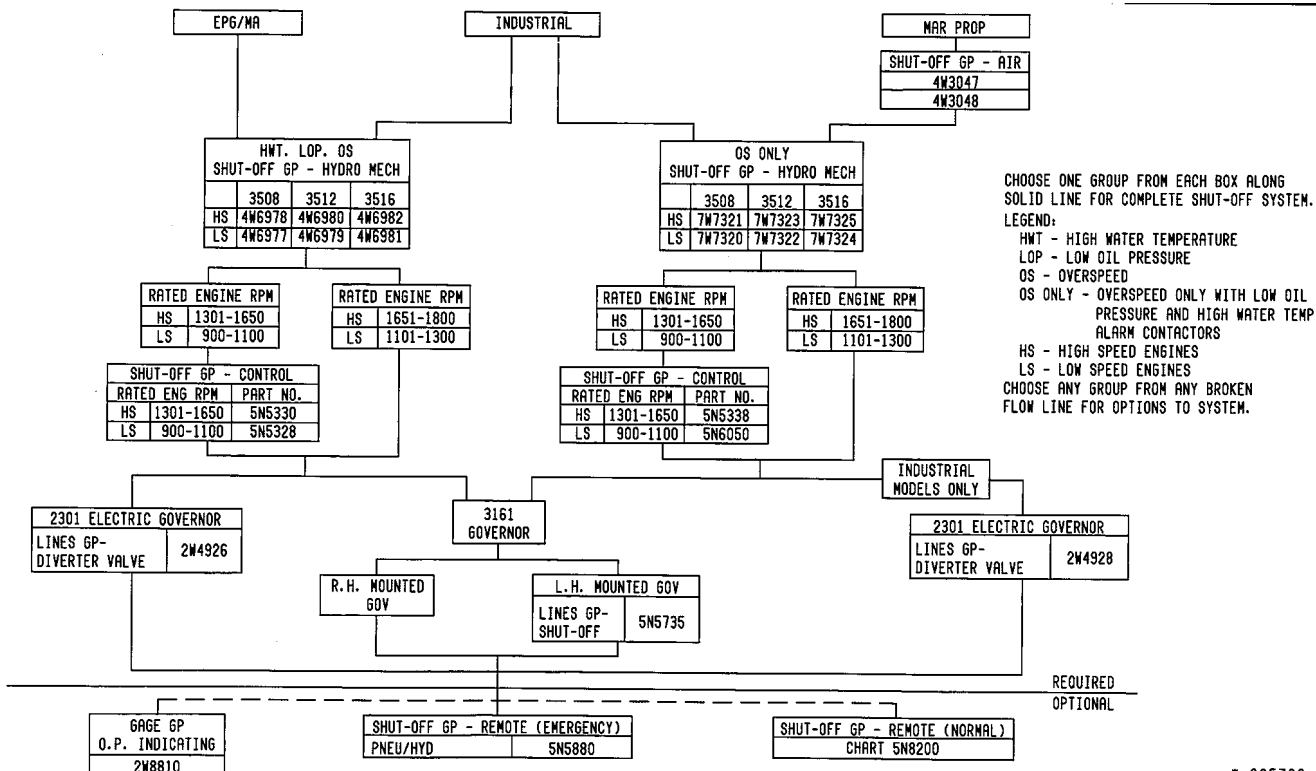 EPG/MA
INDUSTRIAL
MAR PROP
SHUT-OFF GP - AIR
4W3047
4W3048
HWT. LOP. OS
SHUT-OFF GP - HYDRO MECH
3508 3512 3516
HS 4W6978 4W6980 4W6982
LS 4W6977 4W6979 4W6981
OS ONLY
SHUT-OFF GP - HYDRO MECH
3508 3512 3516
HS 7W7321 7W7323 7W7325
LS 7W7320 7W7322 7W7324
CHOOSE ONE GROUP FROM EACH BOX ALONG
SOLID LINE FOR COMPLETE SHUT-OFF SYSTEM.
LEGEND:
HWT - HIGH WATER TEMPERATURE
LOP - LOW OIL PRESSURE
OS - OVERSPEED
OS ONLY - OVERSPEED ONLY WITH LOW OIL
PRESSURE AND HIGH WATER TEMP
ALARM CONTACTORS
HS - HIGH SPEED ENGINES
LS - LOW SPEED ENGINES
CHOOSE ANY GROUP FROM ANY BROKEN
FLOW LINE FOR OPTIONS TO SYSTEM.
RATED ENGINE RPM
HS 1301-1650
LS 900-1100
RATED ENGINE RPM
HS 1651-1800
LS 1101-1300
RATED ENGINE RPM
HS 1301-1650
LS 900-1100
RATED ENGINE RPM
HS 1651-1800
LS 1101-1300
SHUT-OFF GP - CONTROL
RATED ENG RPM PART NO.
HS 1301-1650 5N5330
LS 900-1100 5N5328
SHUT-OFF GP - CONTROL
RATED ENG RPM PART NO.
HS 1301-1650 5N5338
LS 900-1100 5N6050
INDUSTRIAL
MODELS ONLY
2301 ELECTRIC GOVERNOR
LINES GP-
DIVERTER VALVE 2W4926
3161
GOVERNOR
2301 ELECTRIC GOVERNOR
LINES GP-
DIVERTER VALVE 2W4928
R.H. MOUNTED
GOV
L.H. MOUNTED GOV
LINES GP-
SHUT-OFF 5N5735
REQUIRED
OPTIONAL
GAGE GP
O.P. INDICATING
2W8810
SHUT-OFF GP - REMOTE (EMERGENCY)
PNEU/HYD 5N5880
SHUT-OFF GP - REMOTE (NORMAL)
CHART 5N8200